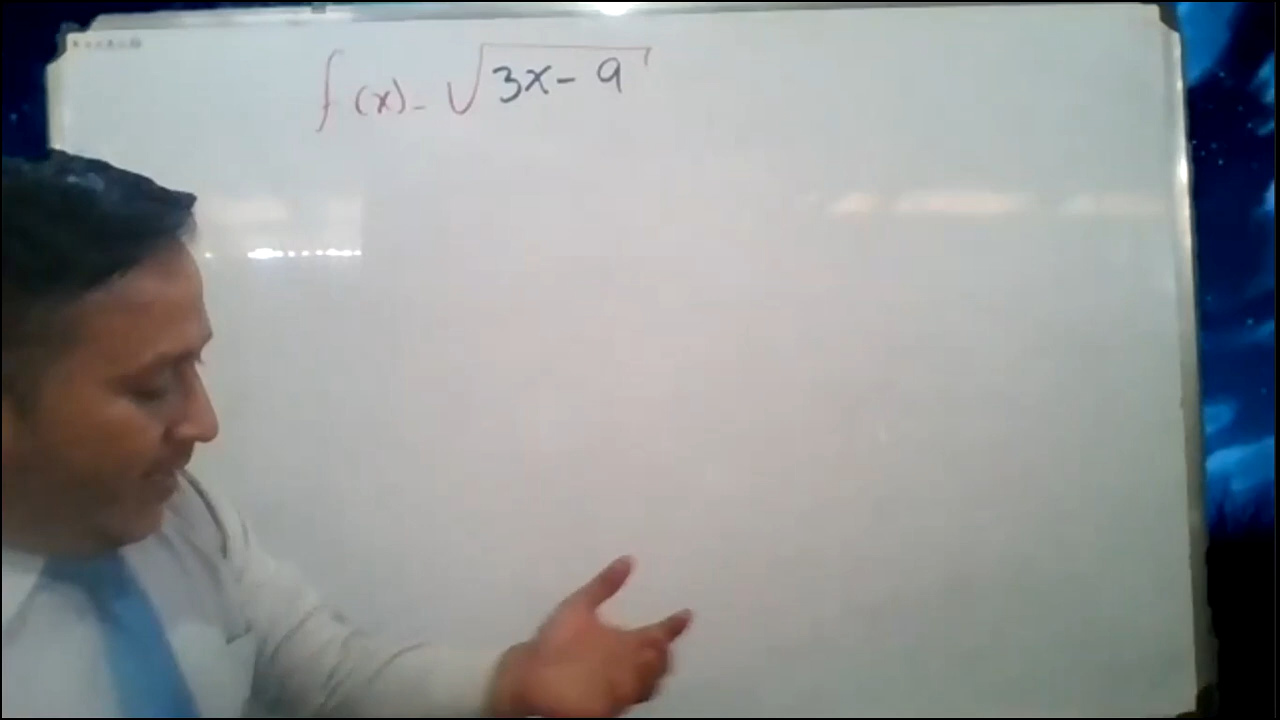 f(x)- √3x- 9